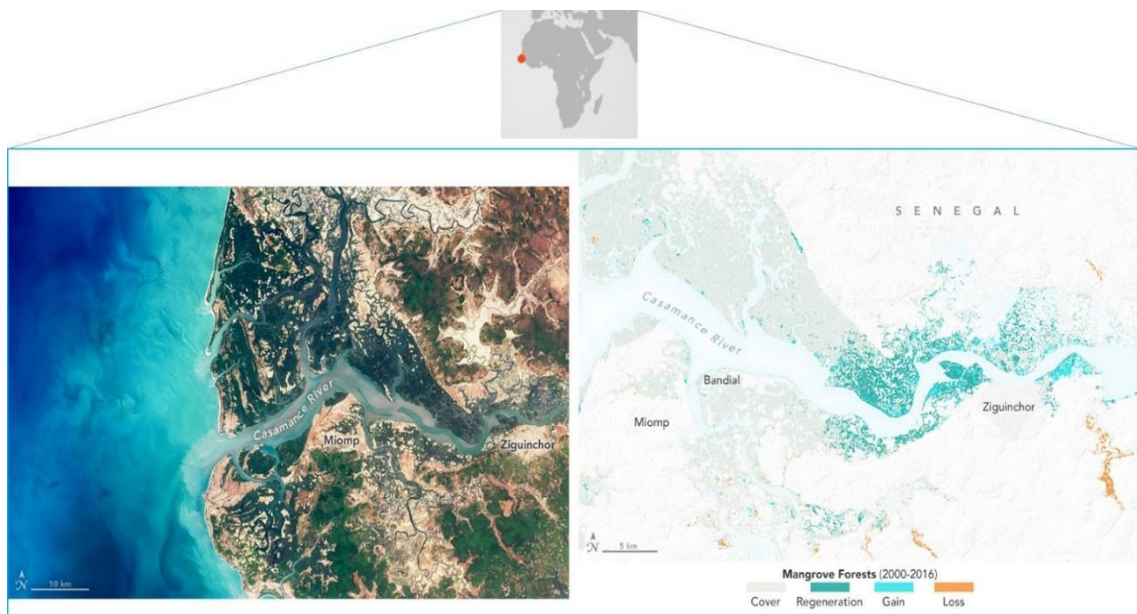 Casamance River
Miomp
Ziguinchor
N
10 km
SENEGAL
Casamance River
Bandial
Miomp
Ziguinchor
N
5 km
Mangrove Forests (2000-2016)
Cover Regeneration Gain Loss